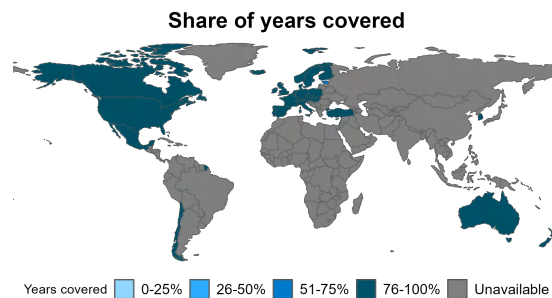 Share of years covered
Years covered 0-25% 26-50% 51-75% 76-100% Unavailable